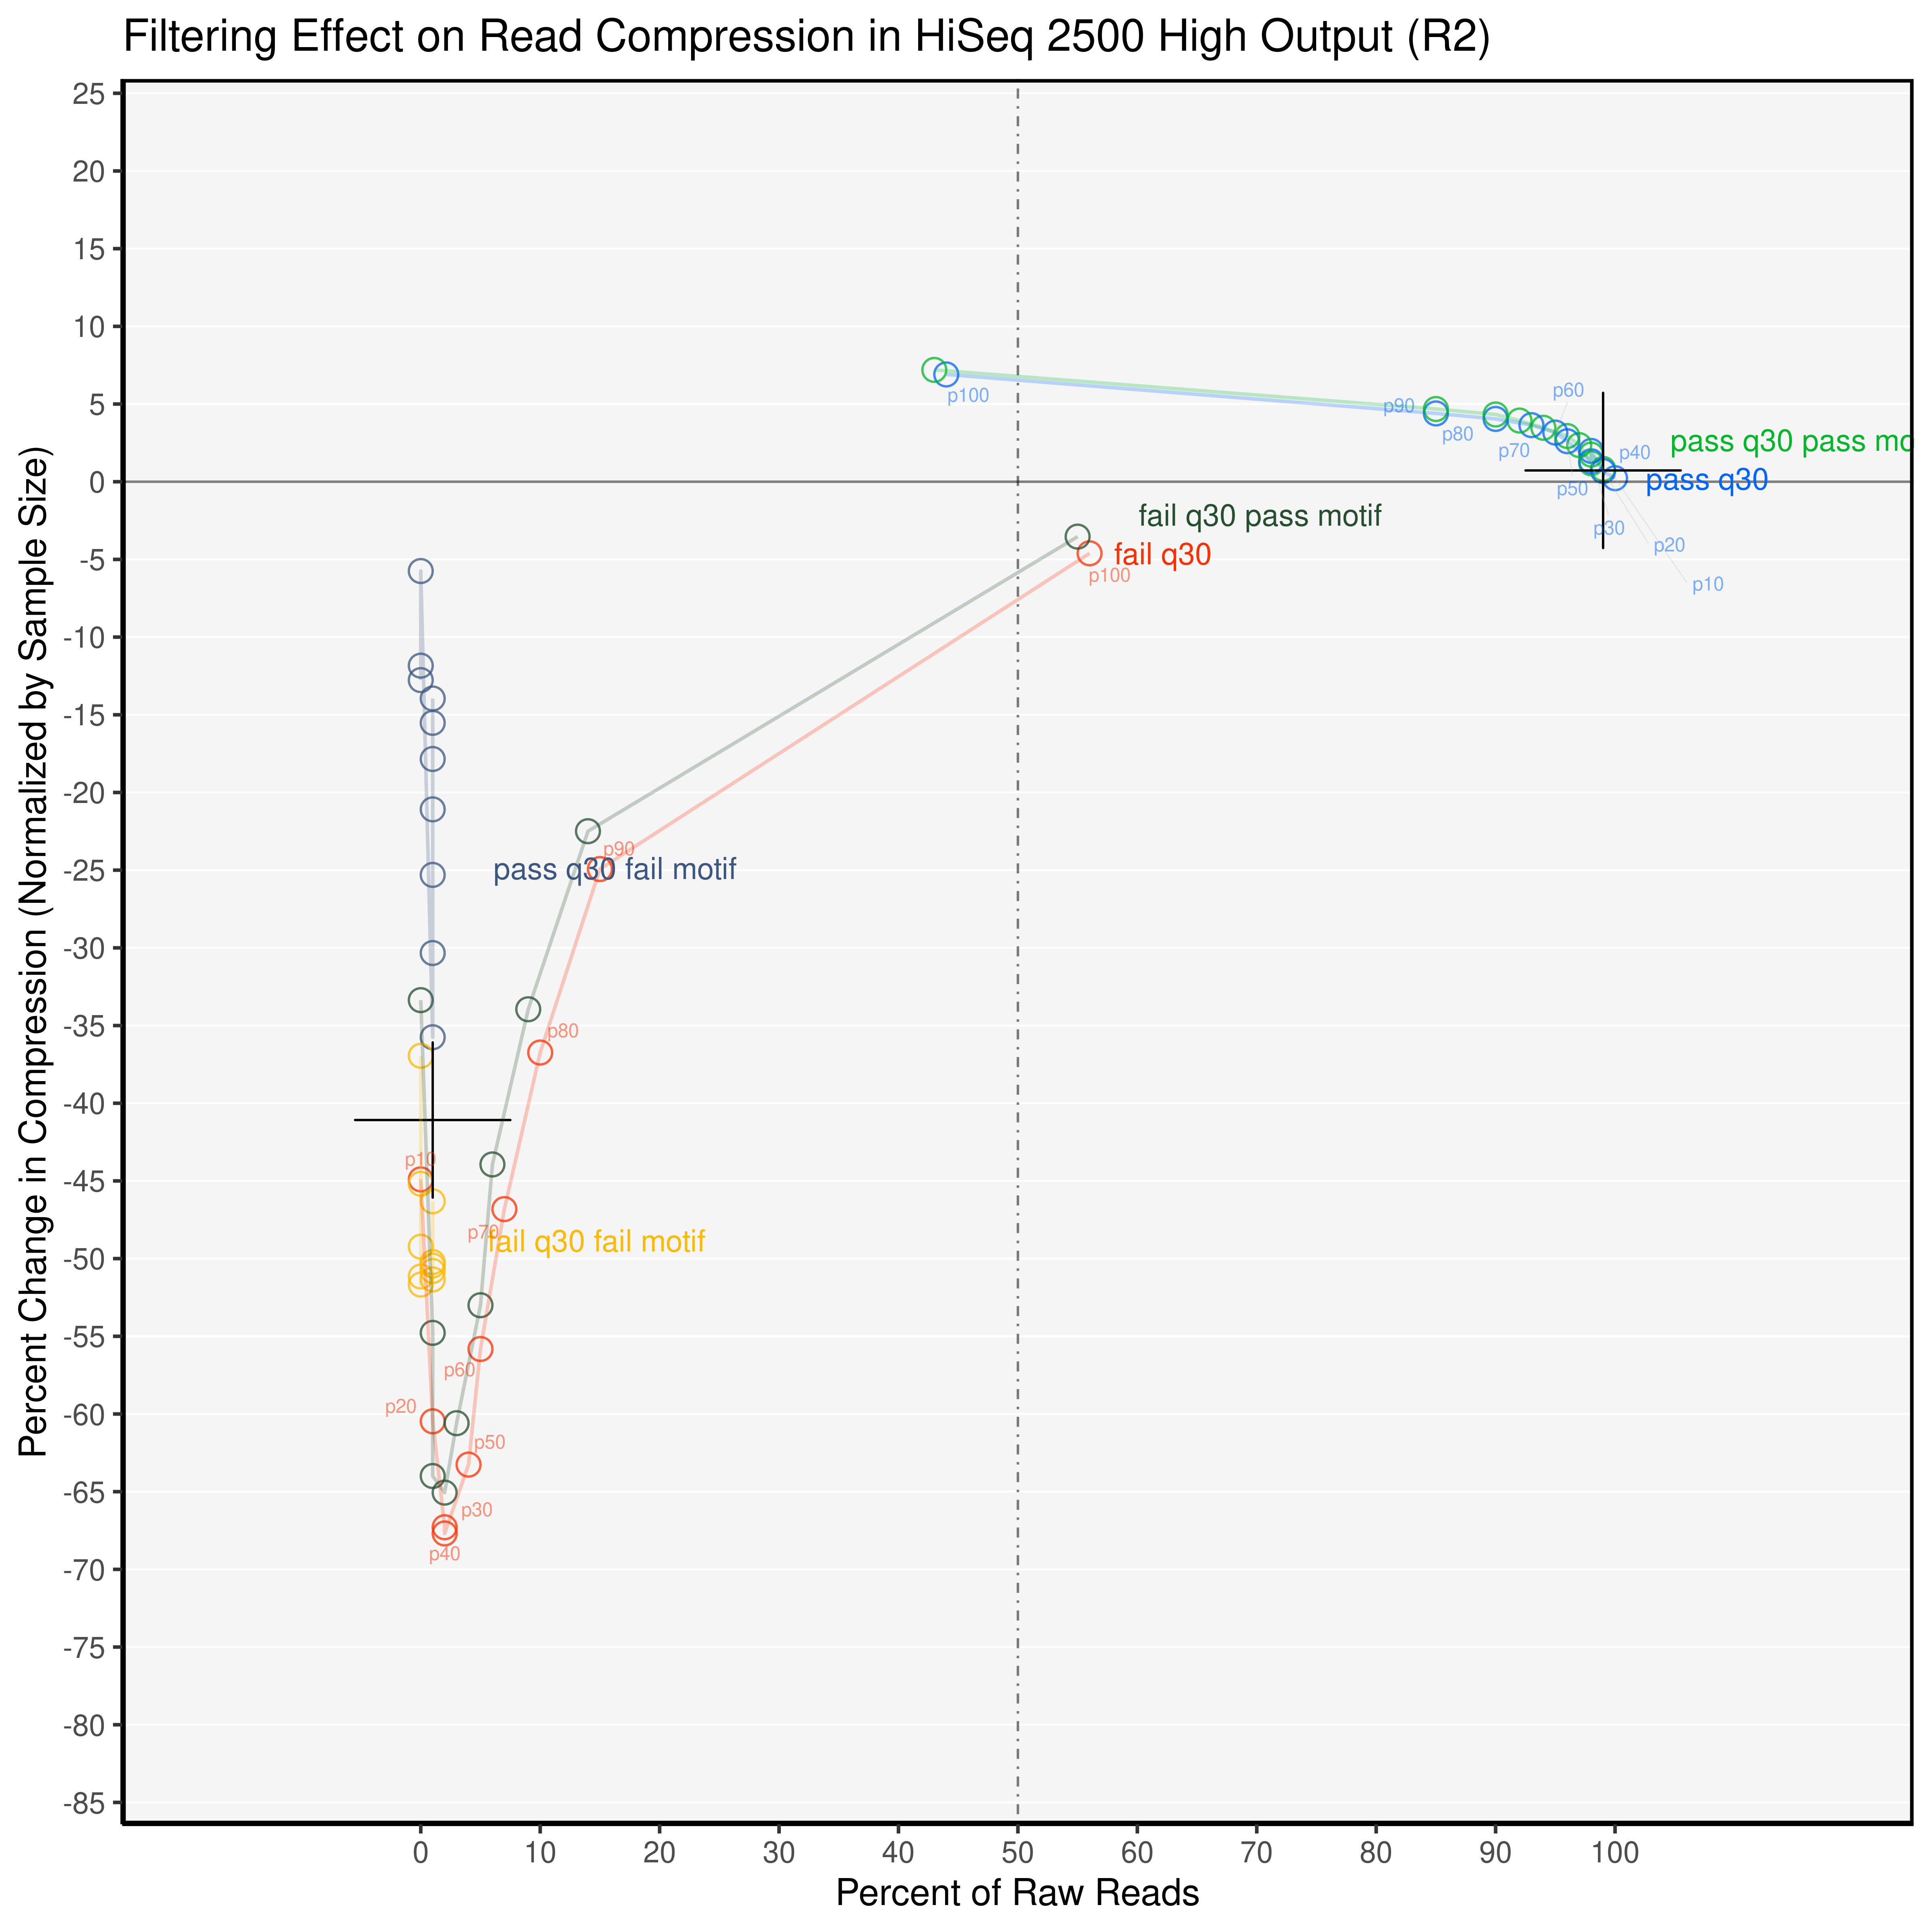 Filtering Effect on Read Compression in HiSeq 2500 High Output (R2)
Percent Change in Compression (Normalized by Sample Size)
25
20
15
10
5
0
-5
-10
-15
-20
-25
-30
-35
-40
-45
-50
-55
-60
-65
-70
-75
-80
-85
p100
p90
p80
p70
p60
p50
p40
p30
p20
p10
pass q30 pass mo
pass q30
fail q30 pass motif
fail q30
p100
p90
pass q30 fail motif
p80
p10
p70
fail q30 fail motif
p60
p20
p50
p30
p40
0 10 20 30 40 50 60 70 80 90 100
Percent of Raw Reads